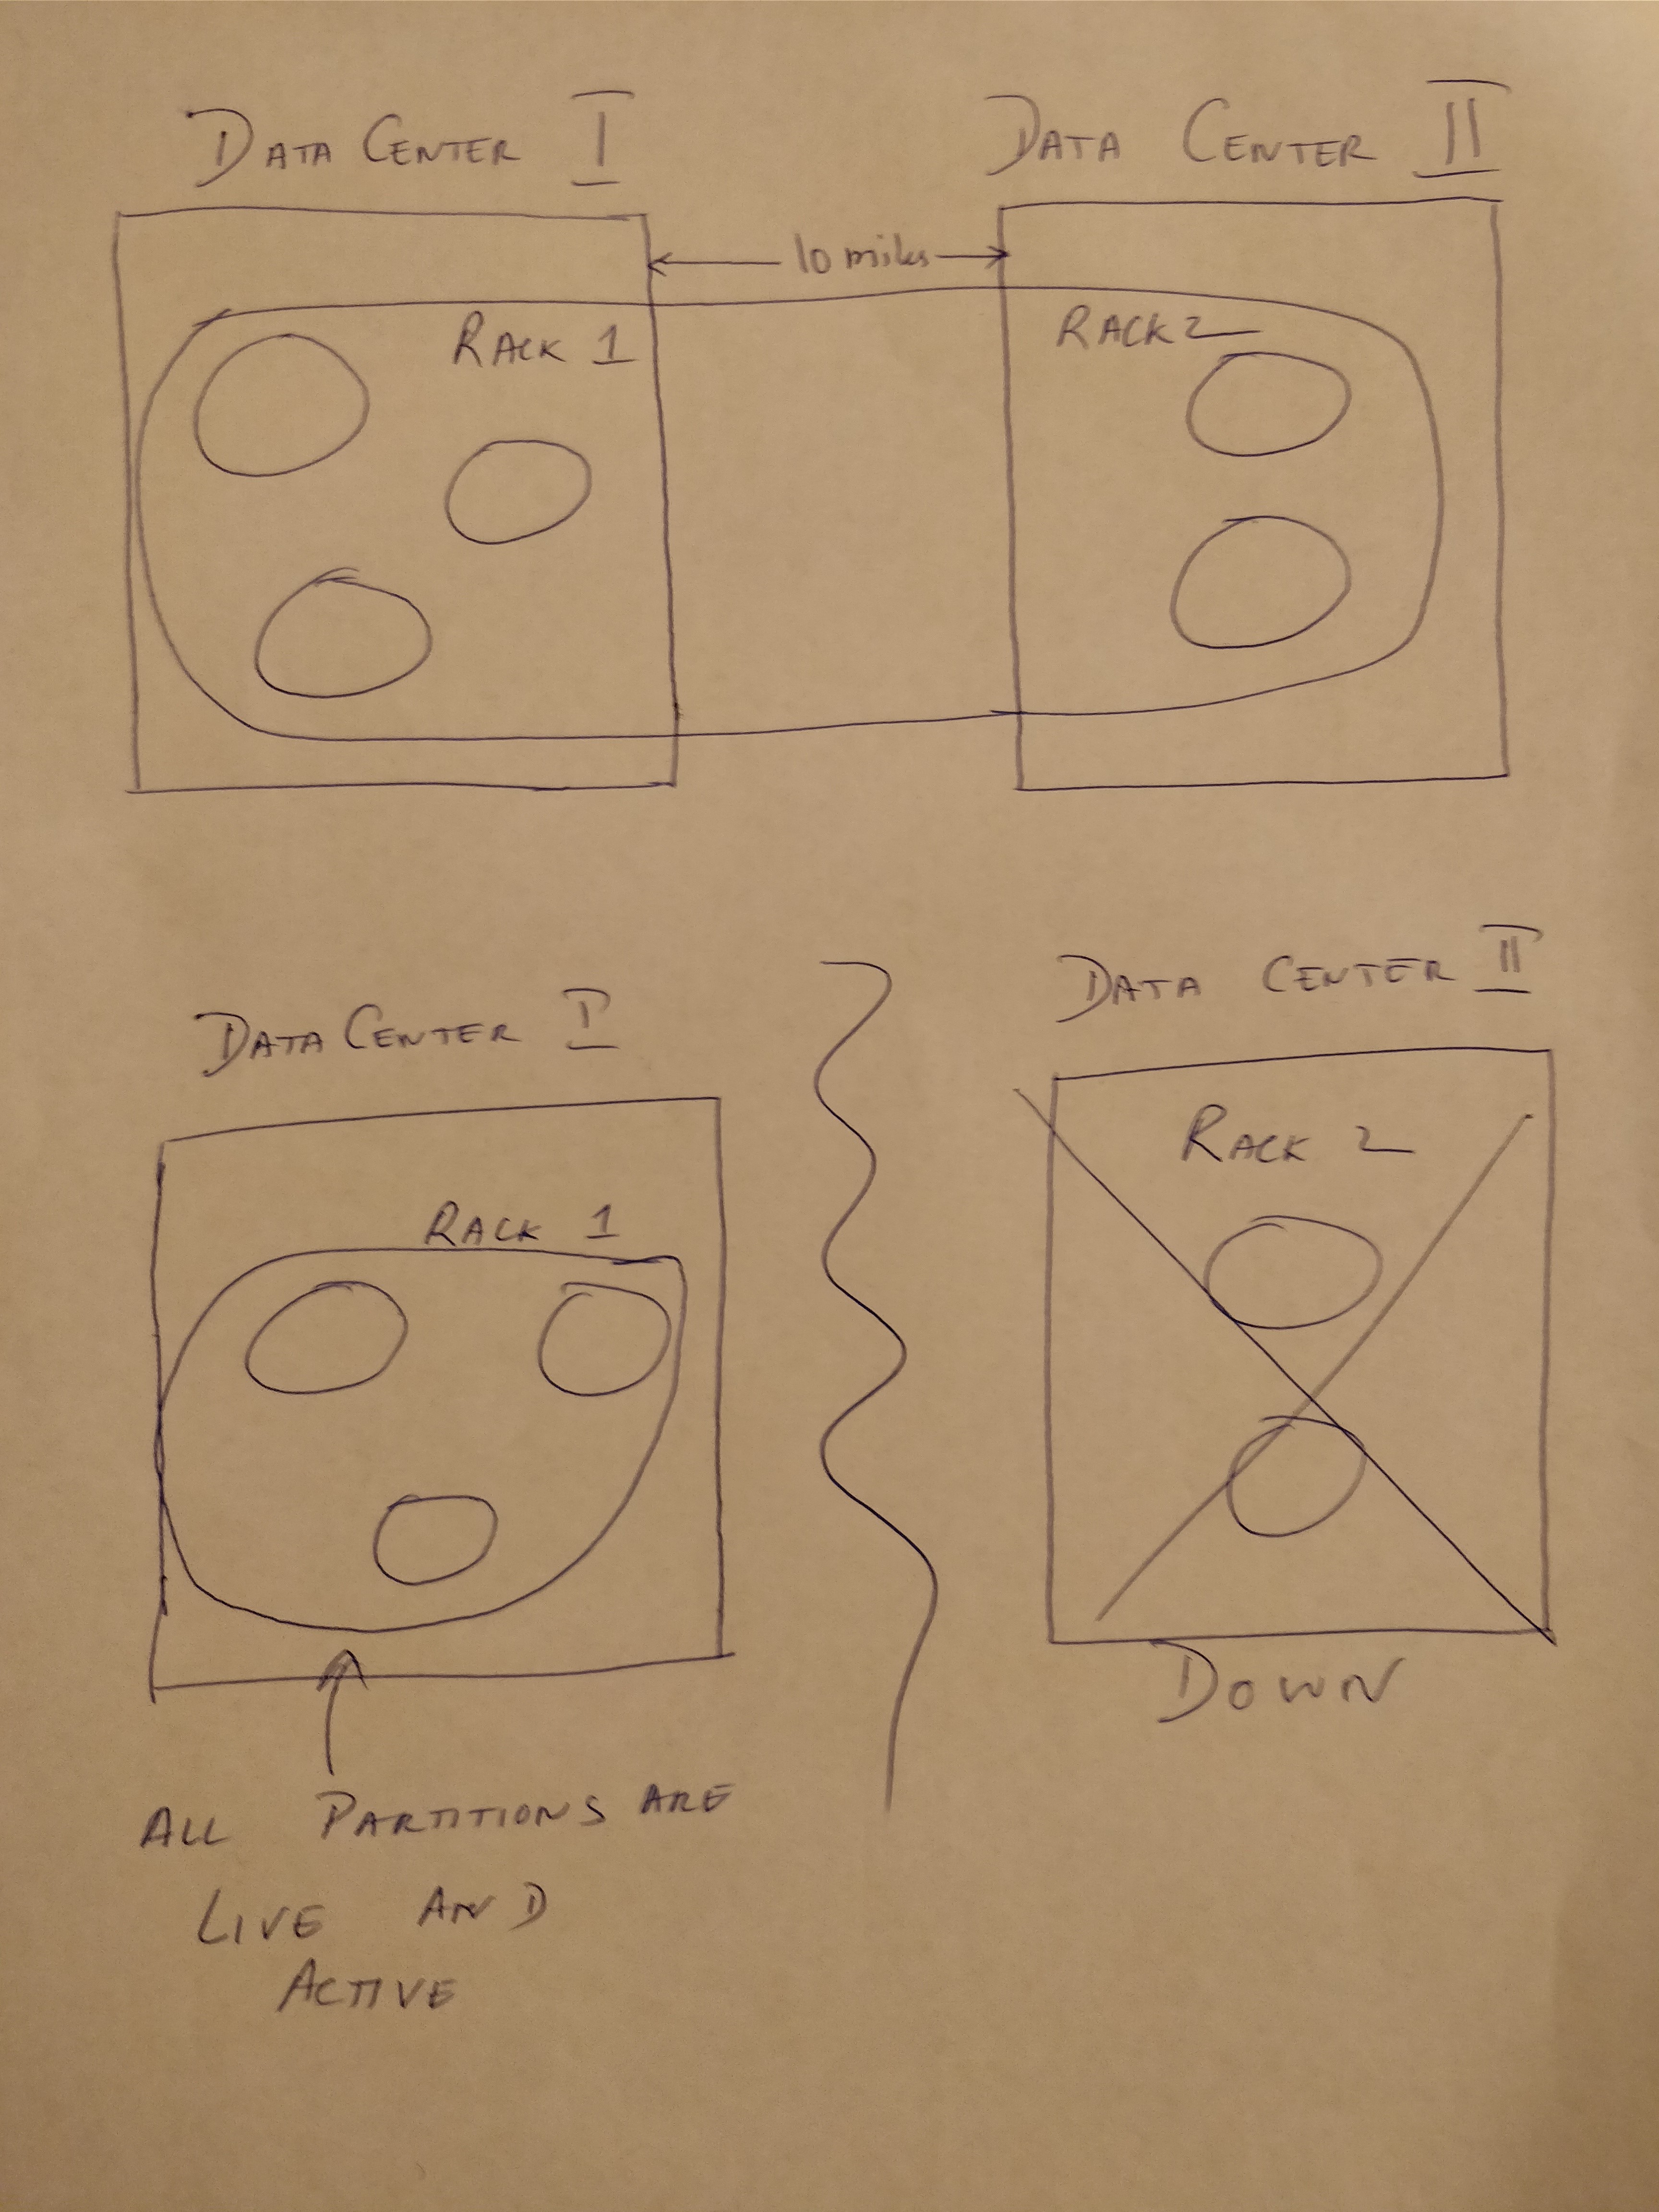 DATA CENTER I
DATA CENTER II
10 miles
RACK 1
RACK 2
DATA CENTER I
DATA CENTER II
RACK 1
RACK 2
DOWN
ALL PARTITIONS ARE
LIVE AND
ACTIVE